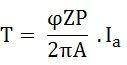 T = φZP / 2πA . Iₐ